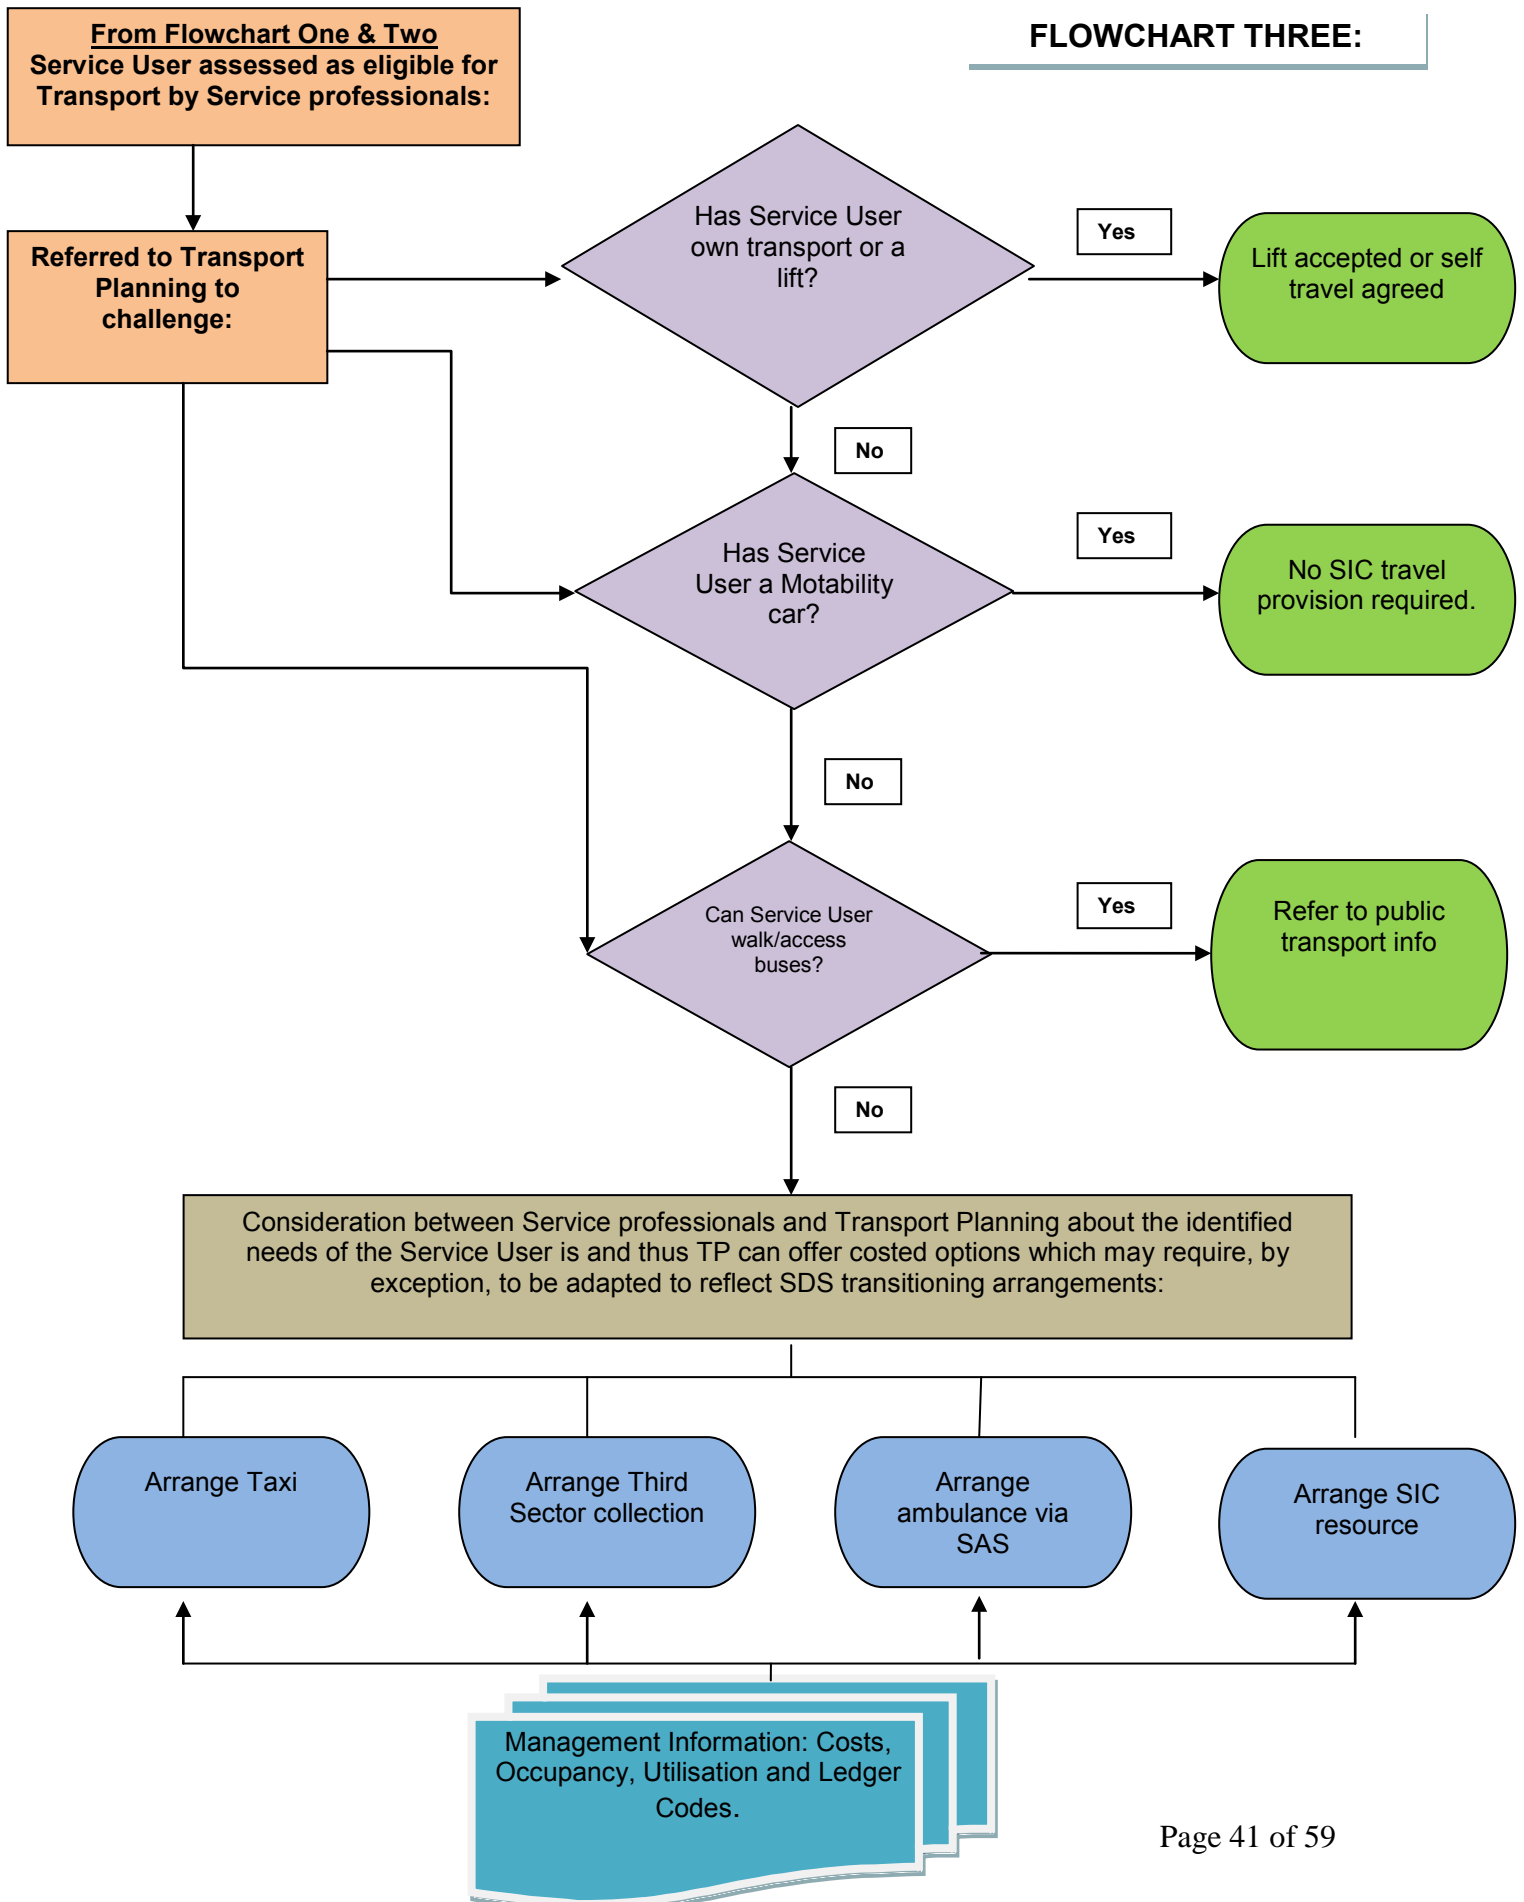 From Flowchart One & Two
Service User assessed as eligible for
Transport by Service professionals:
FLOWCHART THREE:
Referred to Transport
Planning to
challenge:
Has Service User
own transport or a
lift?
Yes
Lift accepted or self
travel agreed
No
Has Service
User a Motability
car?
Yes
No SIC travel
provision required.
No
Can Service User
walk/access
buses?
Yes
Refer to public
transport info
No
Consideration between Service professionals and Transport Planning about the identified
needs of the Service User is and thus TP can offer costed options which may require, by
exception, to be adapted to reflect SDS transitioning arrangements:
Arrange Taxi
Arrange Third
Sector collection
Arrange
ambulance via
SAS
Arrange SIC
resource
Management Information: Costs,
Occupancy, Utilisation and Ledger
Codes.
Page 41 of 59